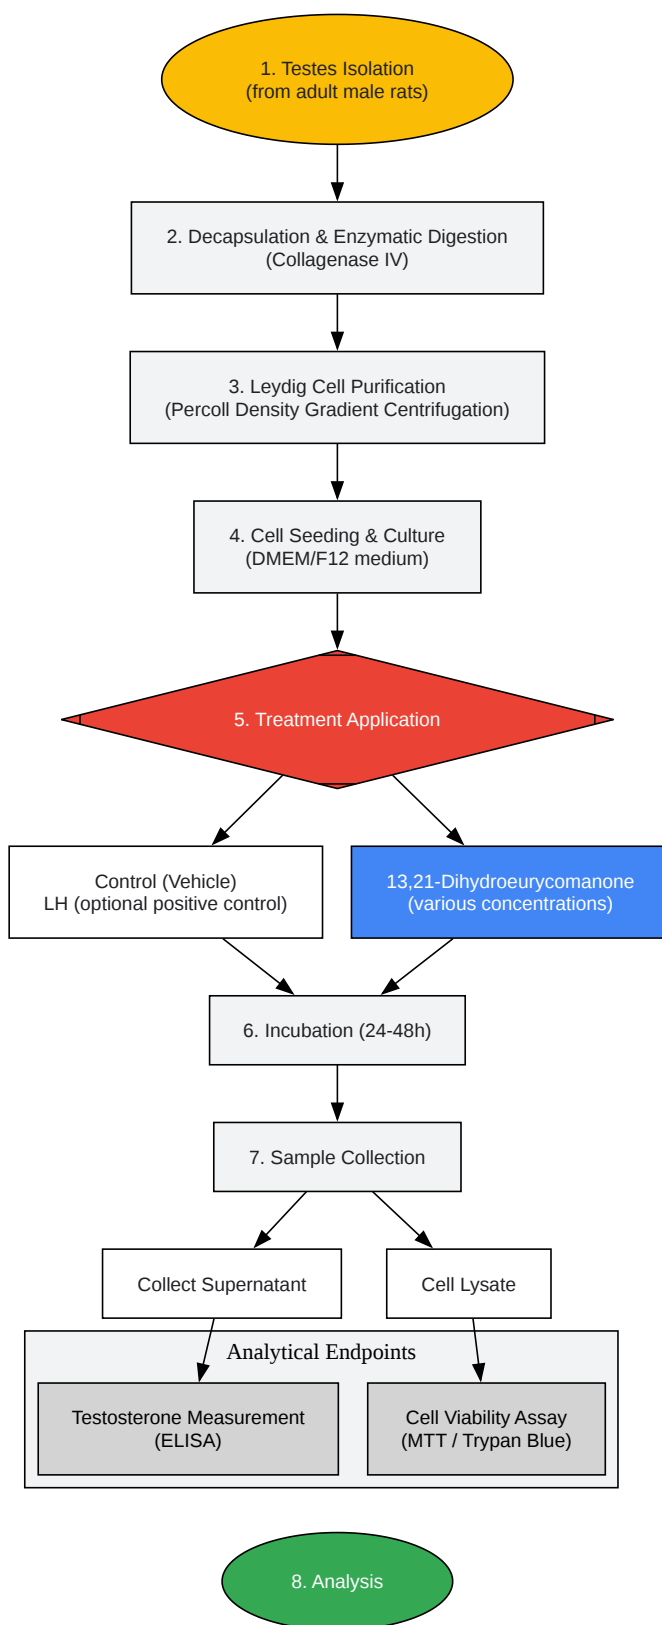 1. Testes Isolation
(from adult male rats)
2. Decapsulation & Enzymatic Digestion
(Collagenase IV)
3. Leydig Cell Purification
(Percoll Density Gradient Centrifugation)
4. Cell Seeding & Culture
(DMEM/F12 medium)
5. Treatment Application
Control (Vehicle)
LH (optional positive control)
13,21-Dihydroeurycomanone
(various concentrations)
6. Incubation (24-48h)
7. Sample Collection
Collect Supernatant
Cell Lysate
Analytical Endpoints
Testosterone Measurement
(ELISA)
Cell Viability Assay
(MTT / Trypan Blue)
8. Analysis